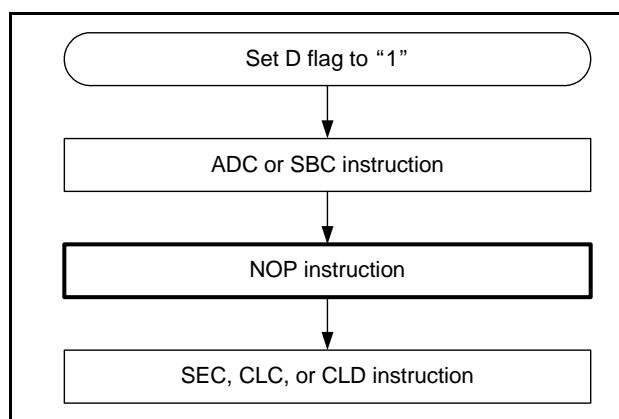 Set D flag to “1”
ADC or SBC instruction
NOP instruction
SEC, CLC, or CLD instruction